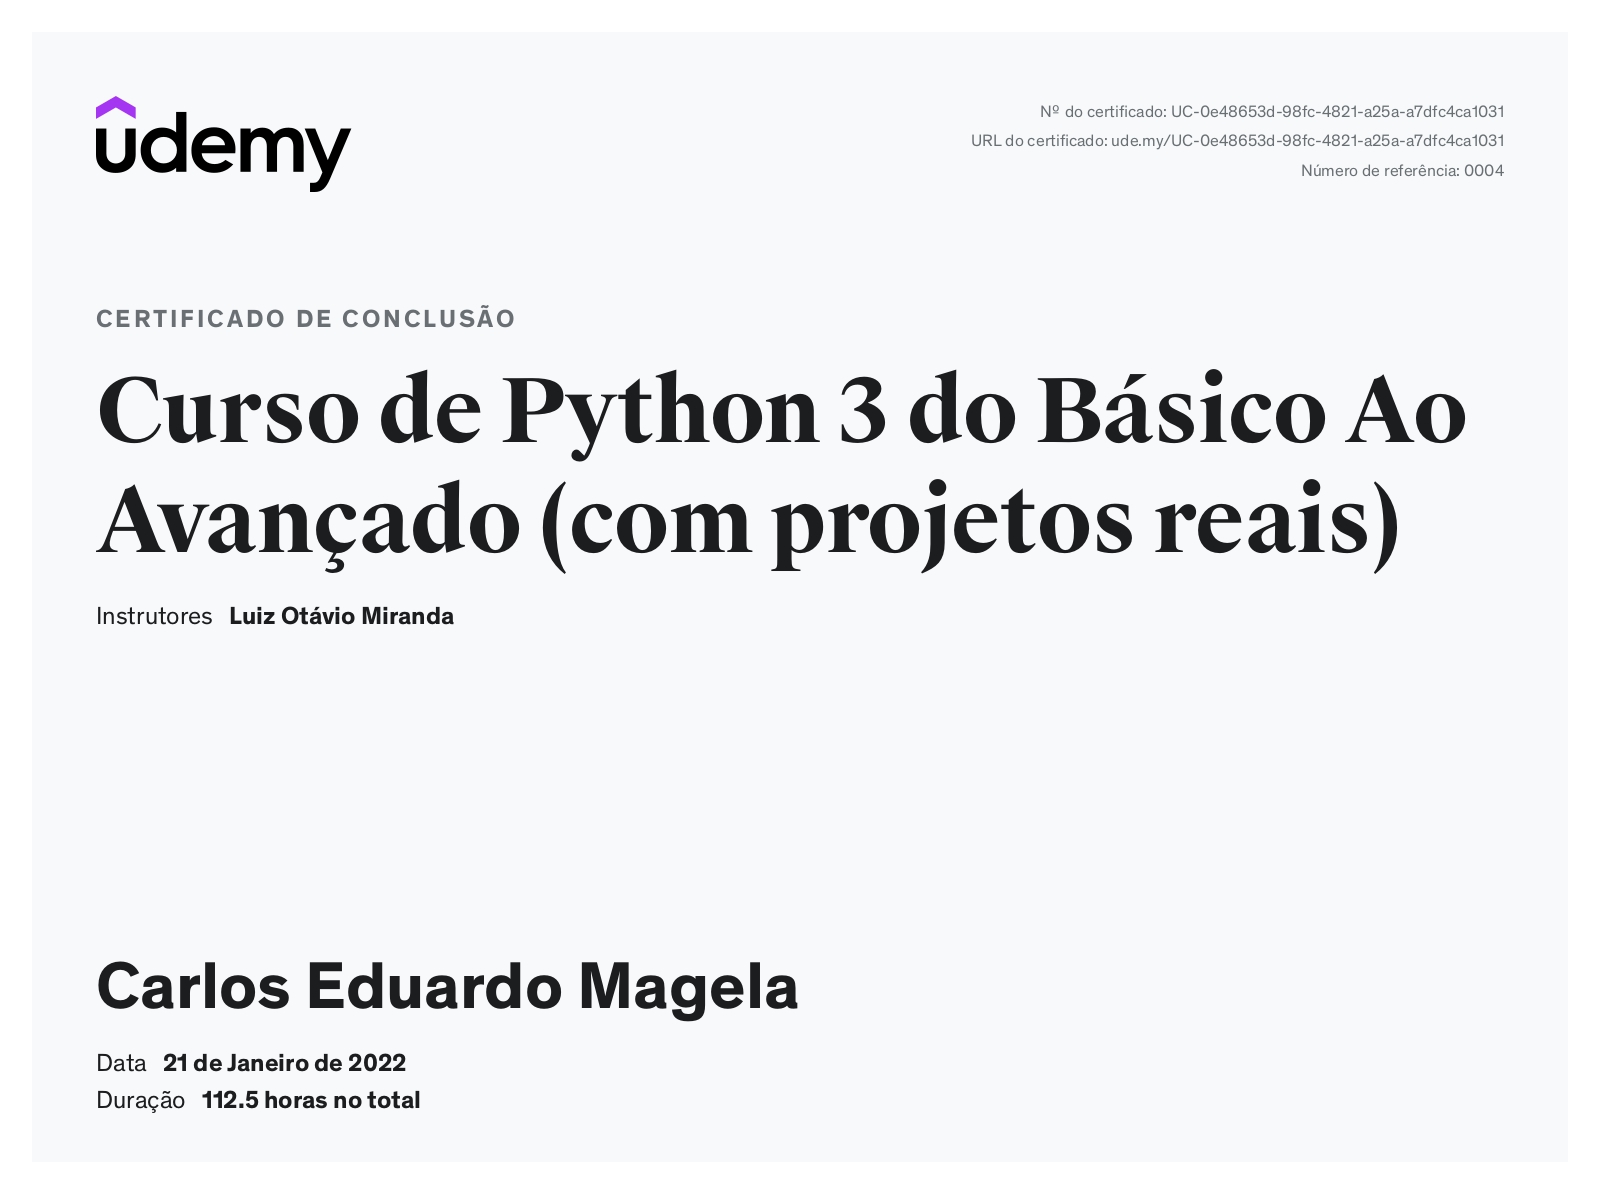 udemy
Nº do certificado: UC-0e48653d-98fc-4821-a25a-a7dfc4ca1031
URL do certificado: ude.my/UC-0e48653d-98fc-4821-a25a-a7dfc4ca1031
Número de referência: 0004
CERTIFICADO DE CONCLUSÃO
Curso de Python 3 do Básico Ao
Avançado (com projetos reais)
Instrutores Luiz Otávio Miranda
Carlos Eduardo Magela
Data 21 de Janeiro de 2022
Duração 112.5 horas no total